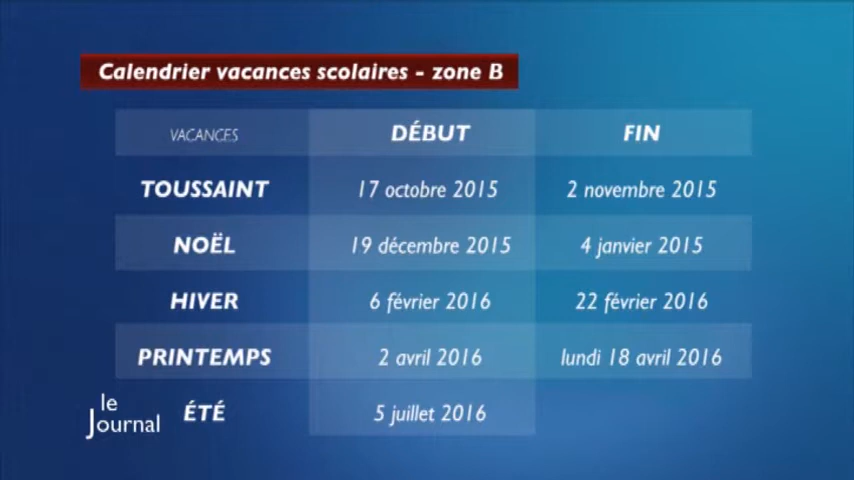 Calendrier vacances scolaires - zone B
VACANCES DÉBUT FIN
TOUSSAINT 17 octobre 2015 2 novembre 2015
NOËL 19 décembre 2015 4 janvier 2015
HIVER 6 février 2016 22 février 2016
PRINTEMPS 2 avril 2016 lundi 18 avril 2016
ÉTÉ 5 juillet 2016
le
Journal